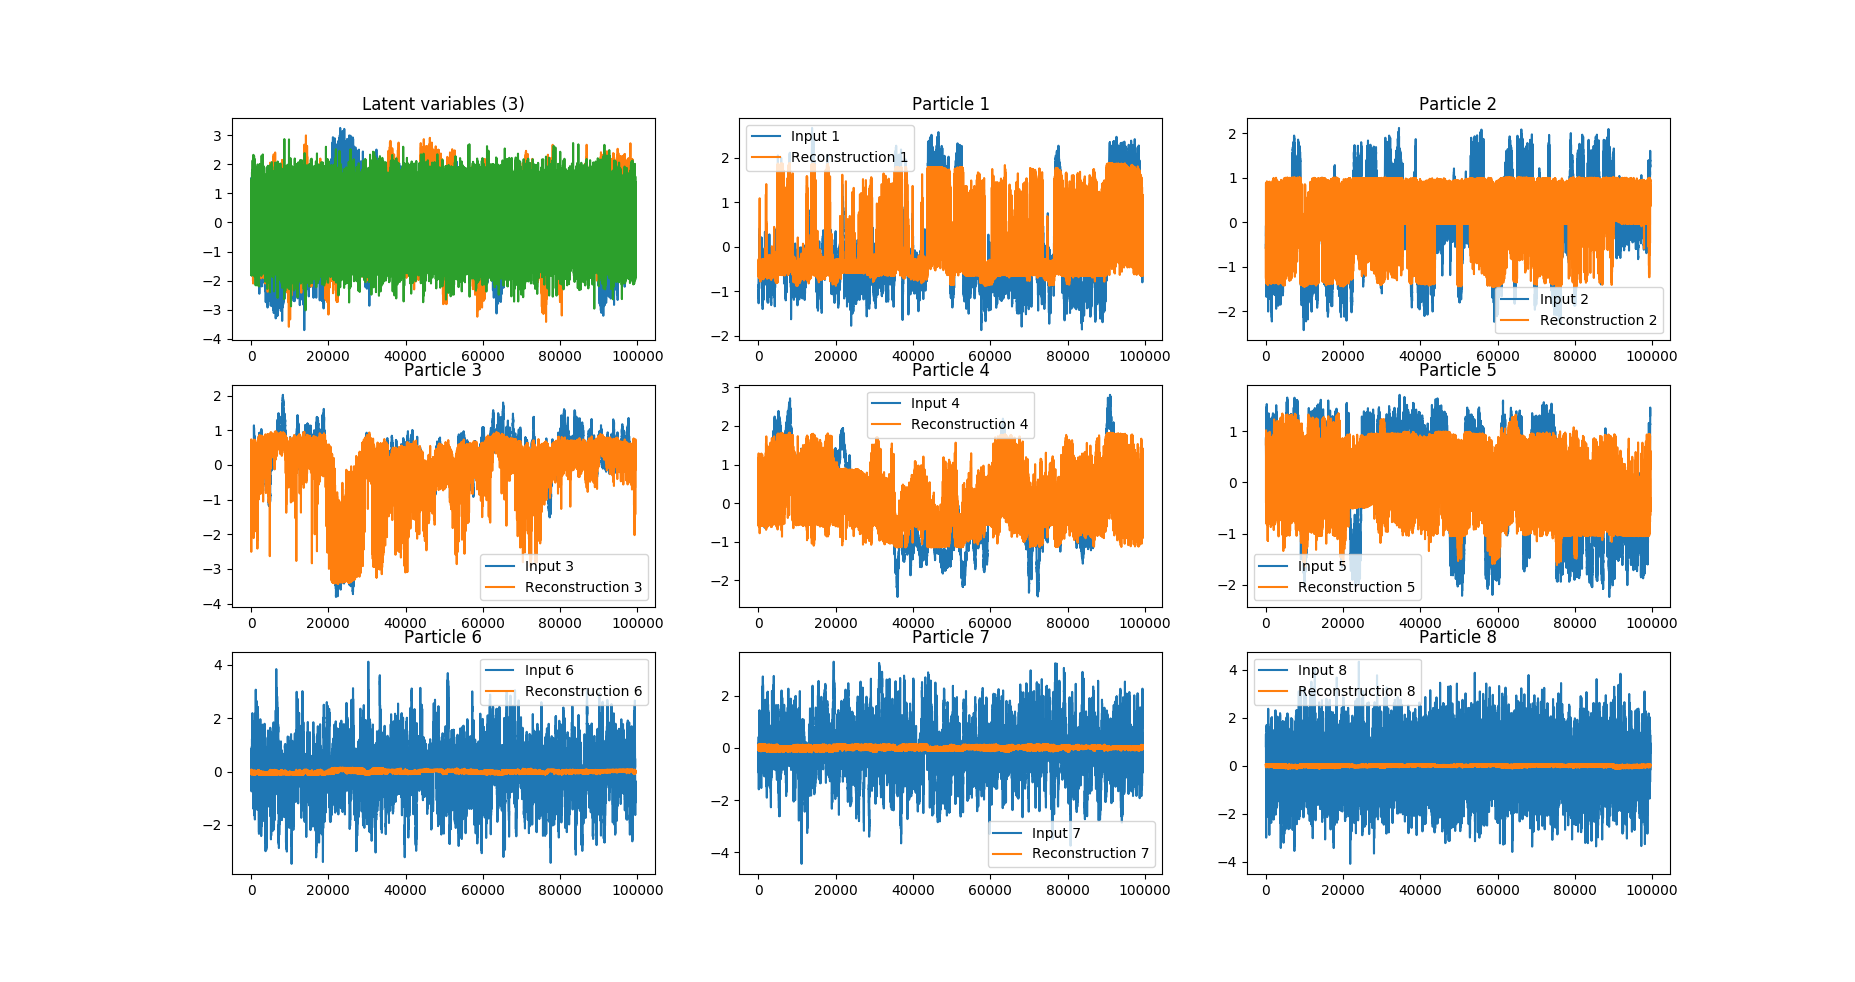 Latent variables (3)
3
2
1
0
−1
−2
−3
−4
0 20000 40000 60000 80000 100000
Particle 1
Input 1
Reconstruction 1
2
1
0
−1
−2
0 20000 40000 60000 80000 100000
Particle 2
2
1
0
−1
−2
Input 2
Reconstruction 2
0 20000 40000 60000 80000 100000
Particle 3
2
1
0
−1
−2
−3
−4
Input 3
Reconstruction 3
0 20000 40000 60000 80000 100000
Particle 4
Input 4
Reconstruction 4
3
2
1
0
−1
−2
0 20000 40000 60000 80000 100000
Particle 5
1
0
−1
−2
Input 5
Reconstruction 5
0 20000 40000 60000 80000 100000
Particle 6
Input 6
Reconstruction 6
4
2
0
−2
0 20000 40000 60000 80000 100000
Particle 7
2
0
−2
−4
Input 7
Reconstruction 7
0 20000 40000 60000 80000 100000
Particle 8
Input 8
Reconstruction 8
4
2
0
−2
−4
0 20000 40000 60000 80000 100000